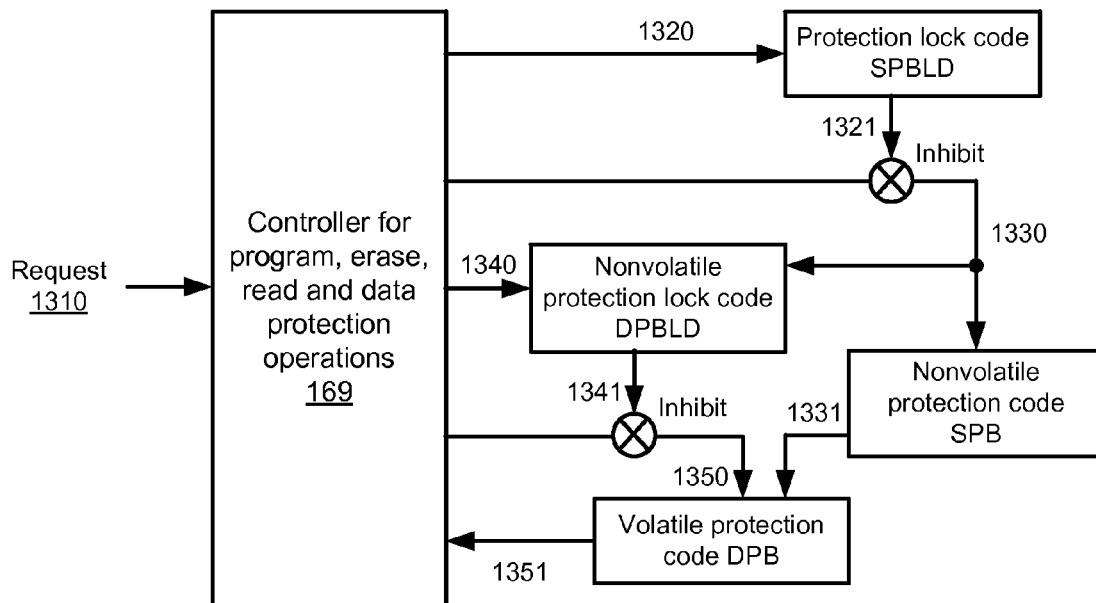 1320
Protection lock code
SPBLD
1321
Inhibit
Controller for
program, erase,
read and data
protection
operations
169
Request
1310
1330
1340
Nonvolatile
protection lock code
DPBLD
1341
Inhibit
Nonvolatile
protection code
SPB
1331
1350
Volatile protection
code DPB
1351